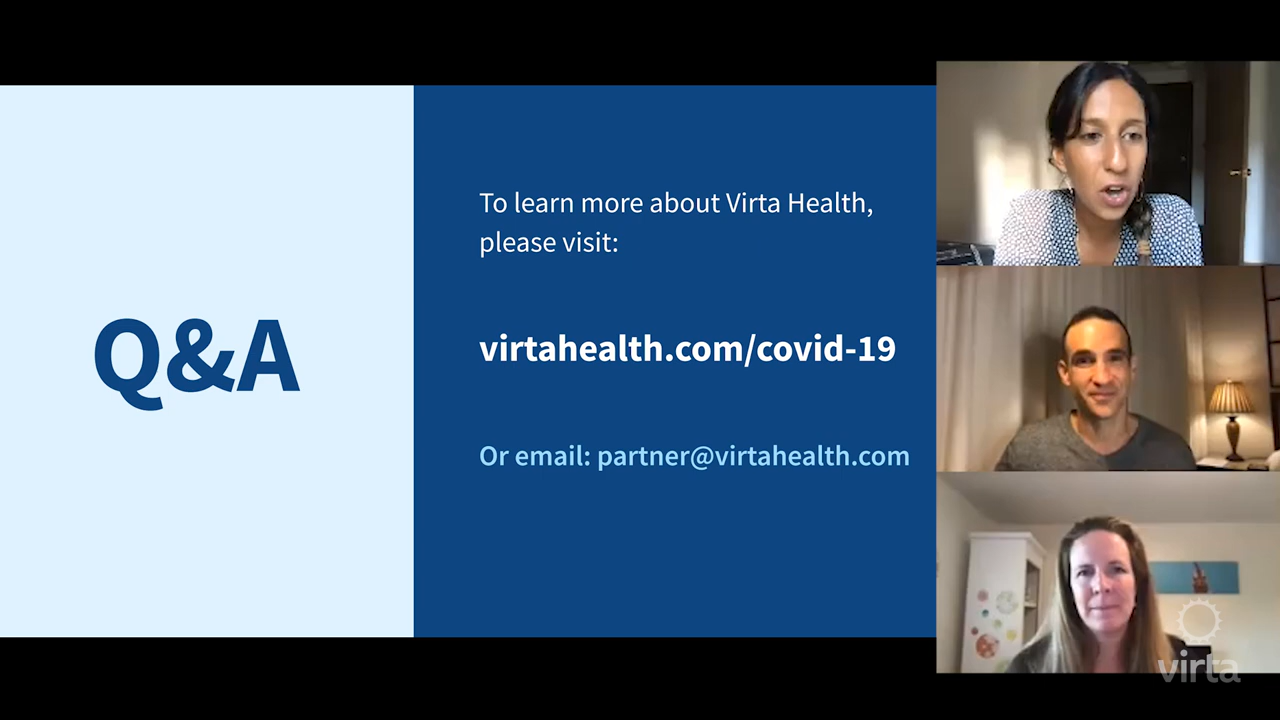 Q&A
To learn more about Virta Health,
please visit:
virtahealth.com/covid-19
Or email: partner@virtahealth.com
virta